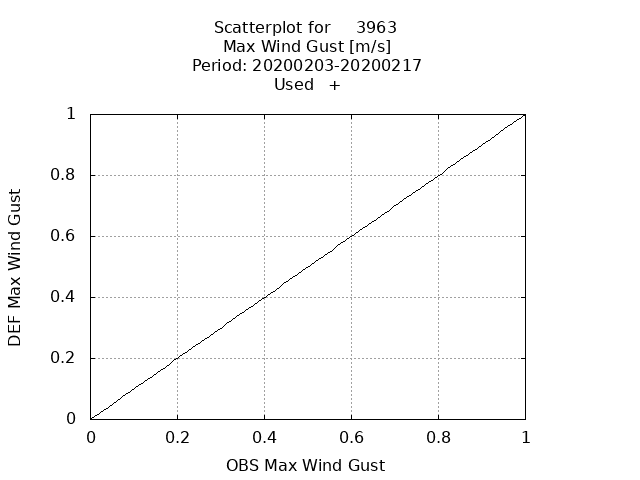 Scatterplot for     3963
Max Wind Gust [m/s]
Period: 20200203-20200217
Used   +
1
0.8
0.6
0.4
0.2
0
DEF Max Wind Gust
0 0.2 0.4 0.6 0.8 1
OBS Max Wind Gust